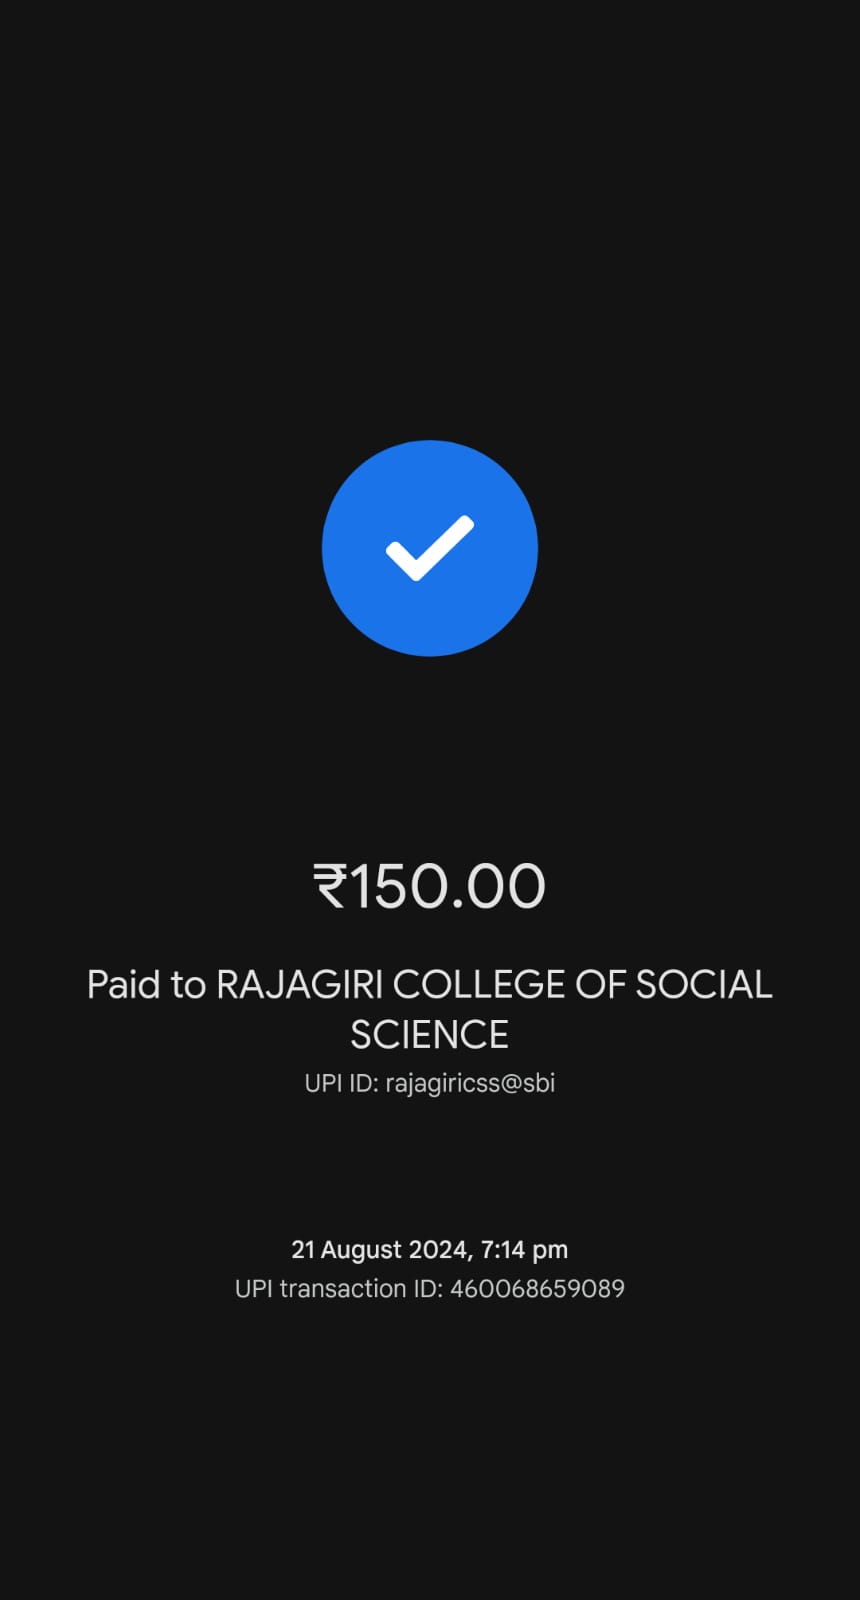 ₹150.00
Paid to RAJAGIRI COLLEGE OF SOCIAL
SCIENCE
UPI ID: rajagiricss@sbi
21 August 2024, 7:14 pm
UPI transaction ID: 460068659089